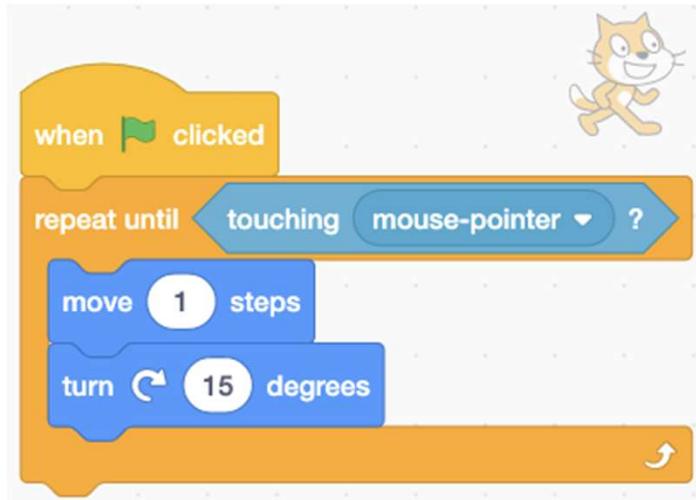 when clicked
repeat until touching mouse-pointer ?
move 1 steps
turn 15 degrees